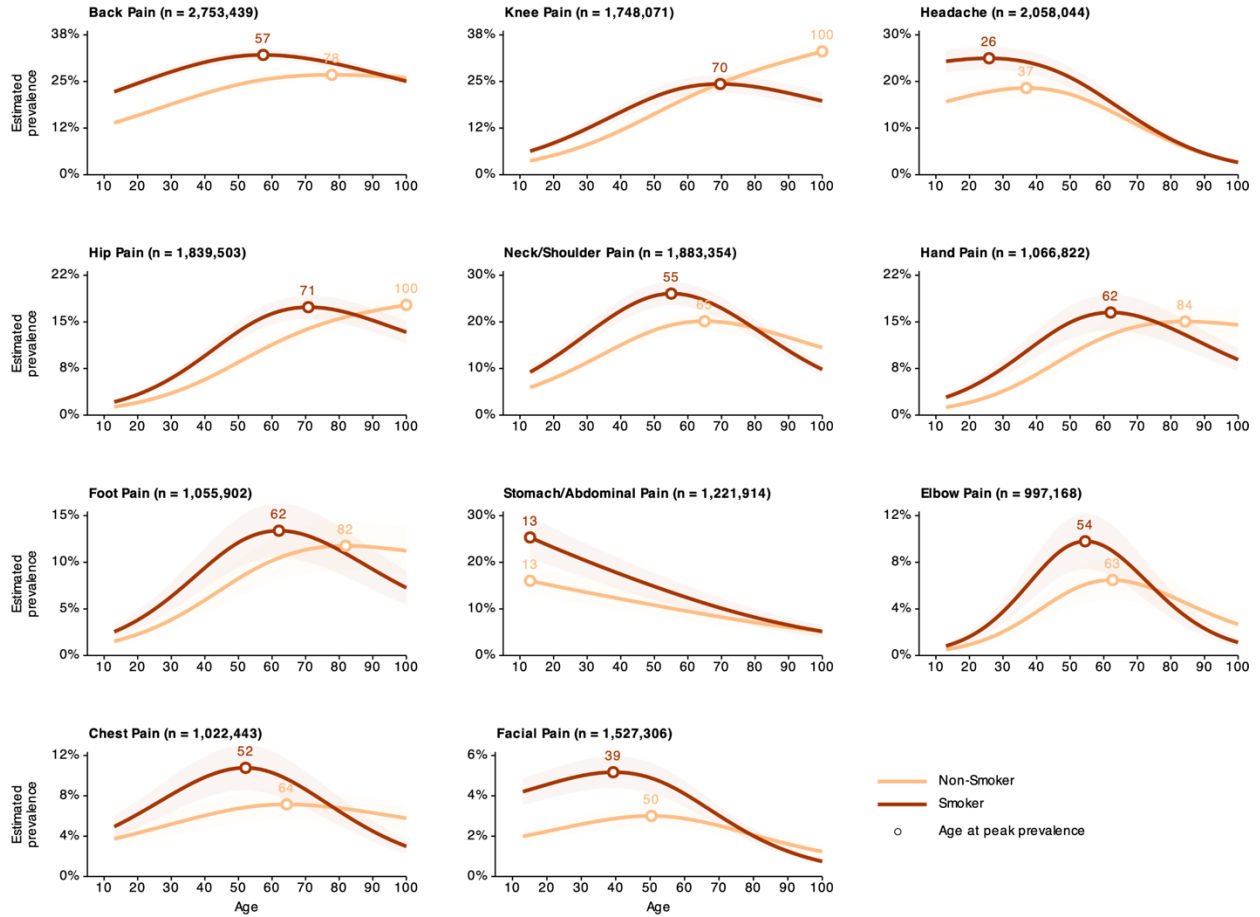 Back Pain (n = 2,753,439)
38%
25%
12%
0%
Estimated
prevalence
57
78
10 20 30 40 50 60 70 80 90 100
Knee Pain (n = 1,748,071)
38%
25%
12%
0%
70
100
10 20 30 40 50 60 70 80 90 100
Headache (n = 2,058,044)
30%
20%
10%
0%
26
37
10 20 30 40 50 60 70 80 90 100
Hip Pain (n = 1,839,503)
22%
15%
8%
0%
Estimated
prevalence
71
100
10 20 30 40 50 60 70 80 90 100
Neck/Shoulder Pain (n = 1,883,354)
30%
20%
10%
0%
55
65
10 20 30 40 50 60 70 80 90 100
Hand Pain (n = 1,066,822)
22%
15%
8%
0%
62
84
10 20 30 40 50 60 70 80 90 100
Foot Pain (n = 1,055,902)
15%
10%
5%
0%
Estimated
prevalence
62
82
10 20 30 40 50 60 70 80 90 100
Stomach/Abdominal Pain (n = 1,221,914)
30%
20%
10%
0%
13
13
10 20 30 40 50 60 70 80 90 100
Elbow Pain (n = 997,168)
12%
8%
4%
0%
54
63
10 20 30 40 50 60 70 80 90 100
Chest Pain (n = 1,022,443)
12%
8%
4%
0%
Estimated
prevalence
52
64
10 20 30 40 50 60 70 80 90 100
Age
Facial Pain (n = 1,527,306)
6%
4%
2%
0%
39
50
10 20 30 40 50 60 70 80 90 100
Age
Non-Smoker
Smoker
Age at peak prevalence